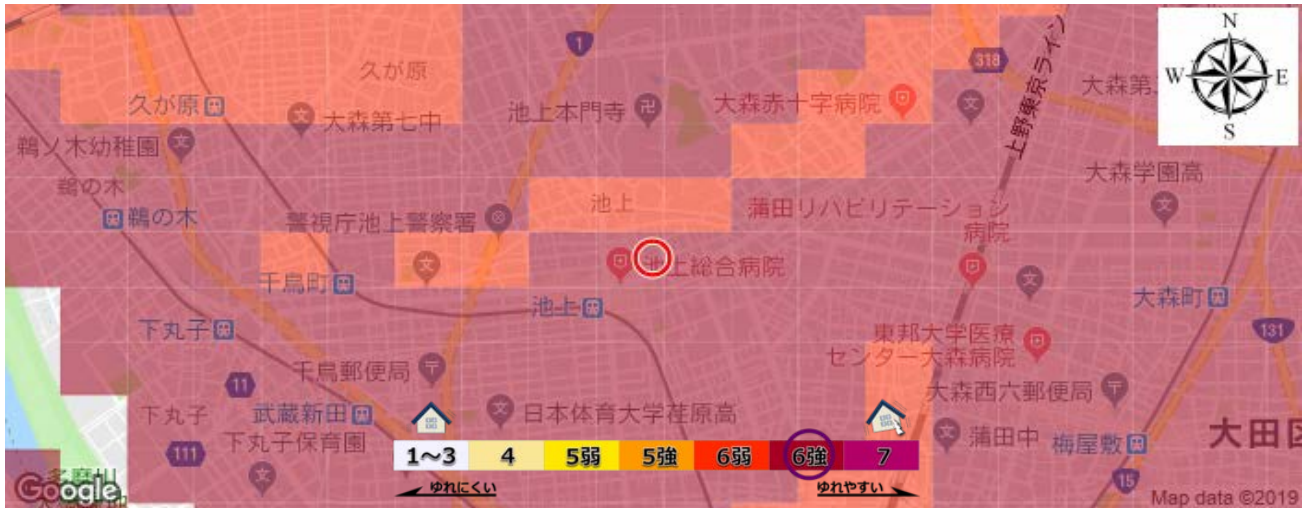 N
W
E
S
1
318
久が原
久が原
大森第七中
池上本門寺
大森赤十字病院
上野東京ライン
大森第
鵜ノ木幼稚園
鵜の木
鵜の木
大森学園高
警視庁池上警察署
池上
蒲田リハビリテーション
病院
池上総合病院
千鳥町
池上
大森町
下丸子
東邦大学医療
センター大森病院
131
千鳥郵便局
11
大森西六郵便局
下丸子
武蔵新田
日本体育大学荏原高
蒲田中
梅屋敷
大田区
下丸子保育園
111
1～3
4
5弱
5強
6弱
6強
7
ゆれにくい
ゆれやすい
15
多摩川
Google
Map data ©2019